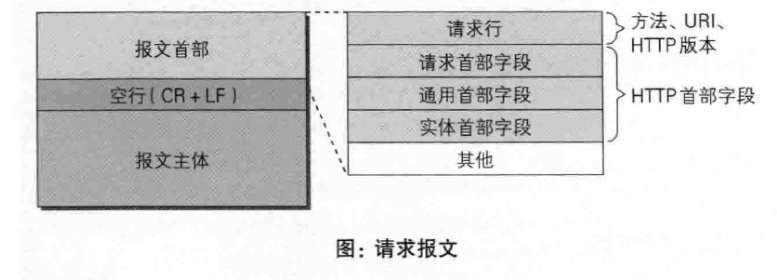 报文首部
空行（CR + LF）
报文主体
请求行
请求首部字段
通用首部字段
实体首部字段
其他
方法、URI、
HTTP版本
HTTP首部字段
图：请求报文